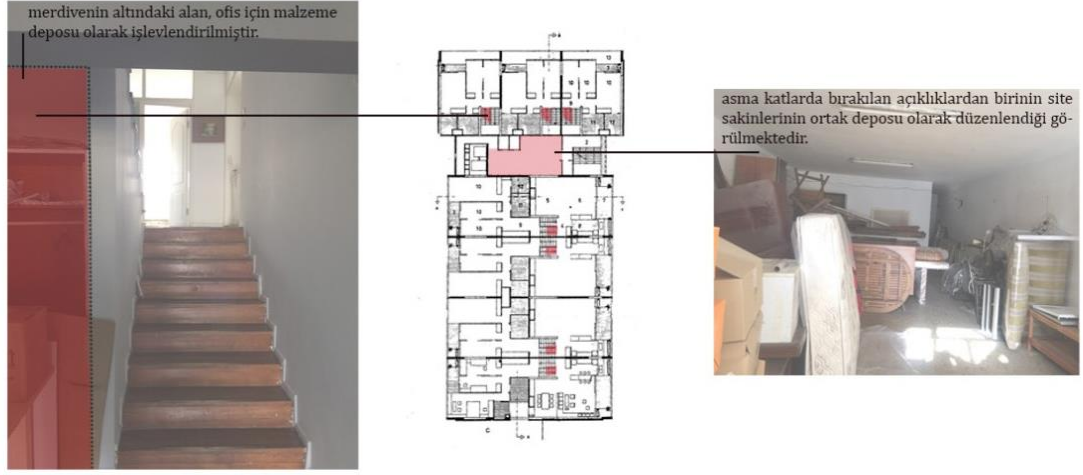 merdivenin altındaki alan, ofis için malzeme
deposu olarak işlevlendirilmiştir.
asma katlarda bırakılan açıklıklardan birinin site
sakinlerinin ortak deposu olarak düzenlendiği gö-
rülmektedir.